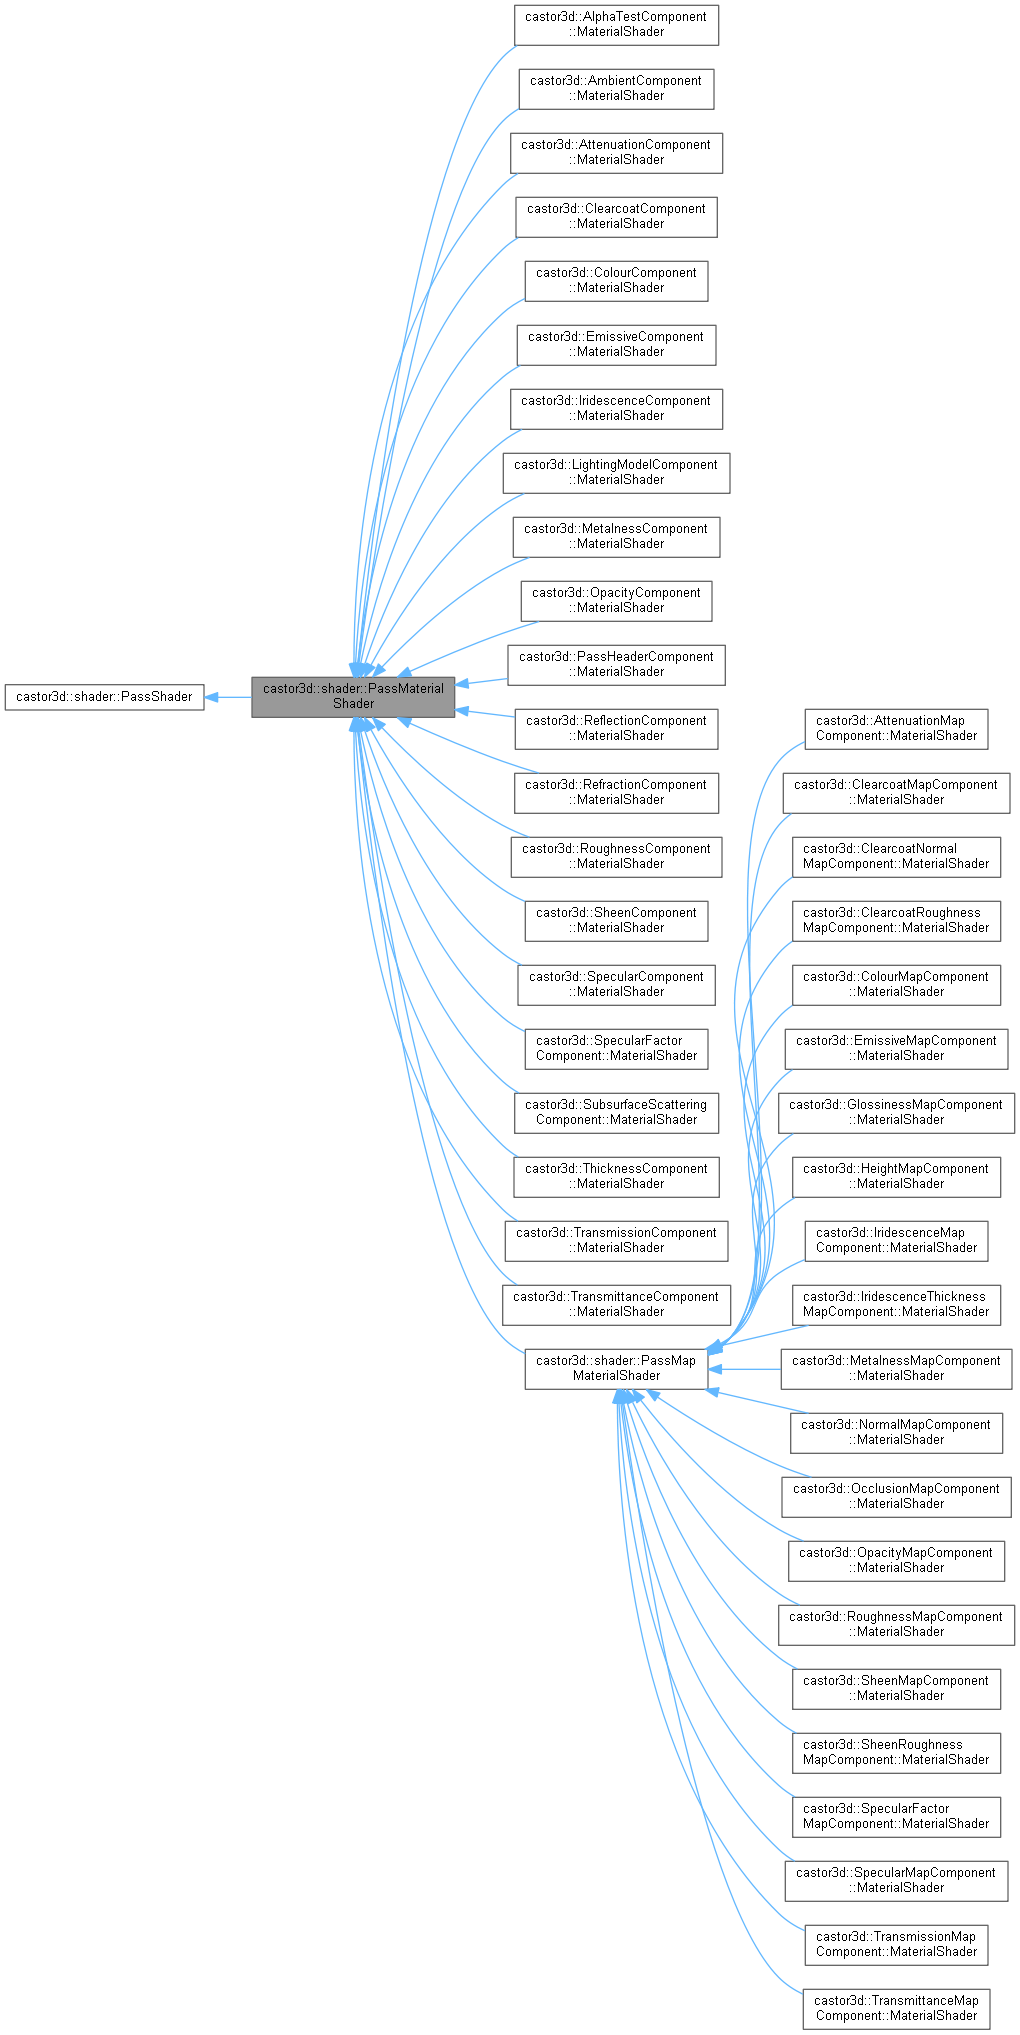 castor3d::AlphaTestComponent
::MaterialShader
castor3d::AmbientComponent
::MaterialShader
castor3d::AttenuationComponent
::MaterialShader
castor3d::ClearcoatComponent
::MaterialShader
castor3d::ColourComponent
::MaterialShader
castor3d::EmissiveComponent
::MaterialShader
castor3d::IridescenceComponent
::MaterialShader
castor3d::LightingModelComponent
::MaterialShader
castor3d::MetalnessComponent
::MaterialShader
castor3d::OpacityComponent
::MaterialShader
castor3d::PassHeaderComponent
::MaterialShader
castor3d::shader::PassShader
castor3d::shader::PassMaterial
Shader
castor3d::ReflectionComponent
::MaterialShader
castor3d::RefractionComponent
::MaterialShader
castor3d::RoughnessComponent
::MaterialShader
castor3d::SheenComponent
::MaterialShader
castor3d::SpecularComponent
::MaterialShader
castor3d::SpecularFactor
Component::MaterialShader
castor3d::SubsurfaceScattering
Component::MaterialShader
castor3d::ThicknessComponent
::MaterialShader
castor3d::TransmissionComponent
::MaterialShader
castor3d::TransmittanceComponent
::MaterialShader
castor3d::shader::PassMap
MaterialShader
castor3d::AttenuationMap
Component::MaterialShader
castor3d::ClearcoatMapComponent
::MaterialShader
castor3d::ClearcoatNormal
MapComponent::MaterialShader
castor3d::ClearcoatRoughness
MapComponent::MaterialShader
castor3d::ColourMapComponent
::MaterialShader
castor3d::EmissiveMapComponent
::MaterialShader
castor3d::GlossinessMapComponent
::MaterialShader
castor3d::HeightMapComponent
::MaterialShader
castor3d::IridescenceMap
Component::MaterialShader
castor3d::IridescenceThickness
MapComponent::MaterialShader
castor3d::MetalnessMapComponent
::MaterialShader
castor3d::NormalMapComponent
::MaterialShader
castor3d::OcclusionMapComponent
::MaterialShader
castor3d::OpacityMapComponent
::MaterialShader
castor3d::RoughnessMapComponent
::MaterialShader
castor3d::SheenMapComponent
::MaterialShader
castor3d::SheenRoughness
MapComponent::MaterialShader
castor3d::SpecularFactor
MapComponent::MaterialShader
castor3d::SpecularMapComponent
::MaterialShader
castor3d::TransmissionMap
Component::MaterialShader
castor3d::TransmittanceMap
Component::MaterialShader